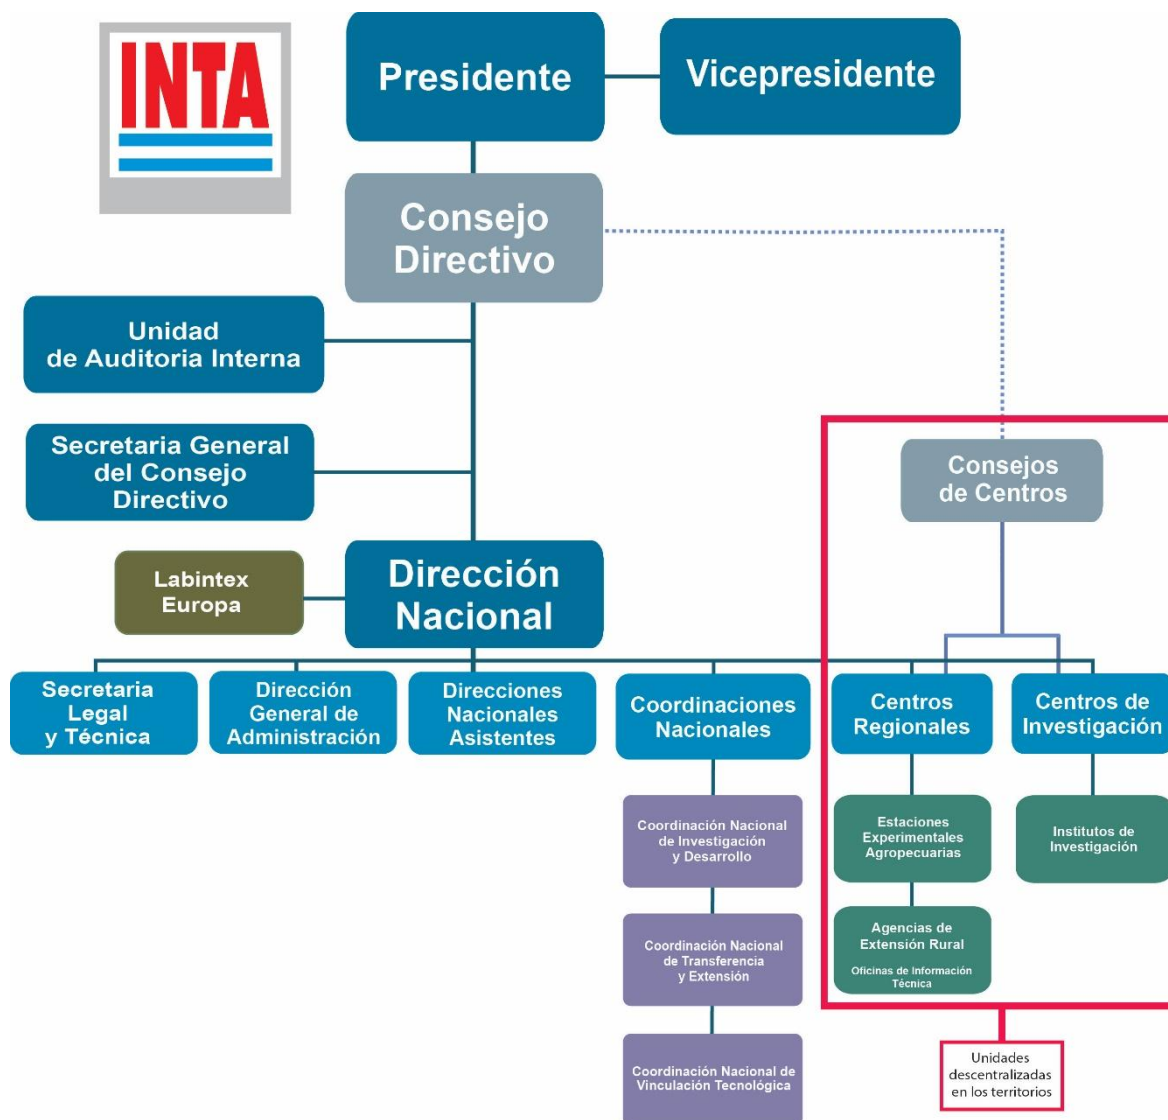 INTA
Presidente
Vicepresidente
Consejo
Directivo
Unidad
de Auditoria Interna
Secretaria General
del Consejo
Directivo
Consejos
de Centros
Labintex
Europa
Dirección
Nacional
Secretaria
Legal
y Técnica
Dirección
General de
Administración
Direcciones
Nacionales
Asistentes
Coordinaciones
Nacionales
Centros
Regionales
Centros de
Investigación
Coordinación Nacional
de Investigación
y Desarrollo
Estaciones
Experimentales
Agropecuarias
Institutos de
Investigación
Coordinación Nacional
de Transferencia
y Extensión
Agencias de
Extensión Rural
Oficinas de Información
Técnica
Coordinación Nacional de
Vinculación Tecnológica
Unidades
descentralizadas
en los territorios